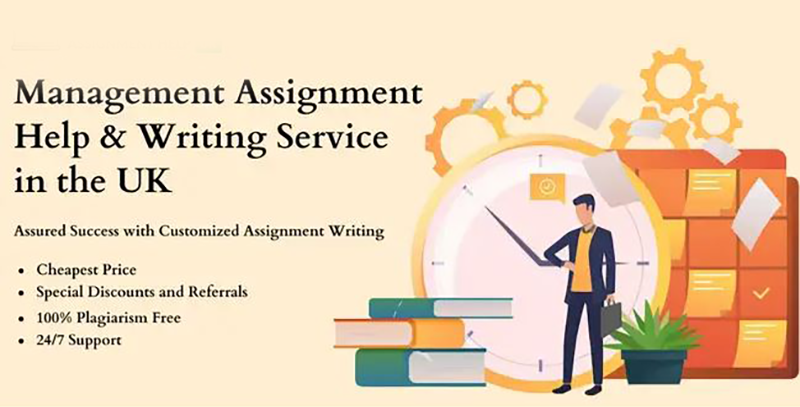 Management Assignment
Help & Writing Service
in the UK
Assured Success with Customized Assignment Writing
• Cheapest Price
• Special Discounts and Referrals
• 100% Plagiarism Free
• 24/7 Support